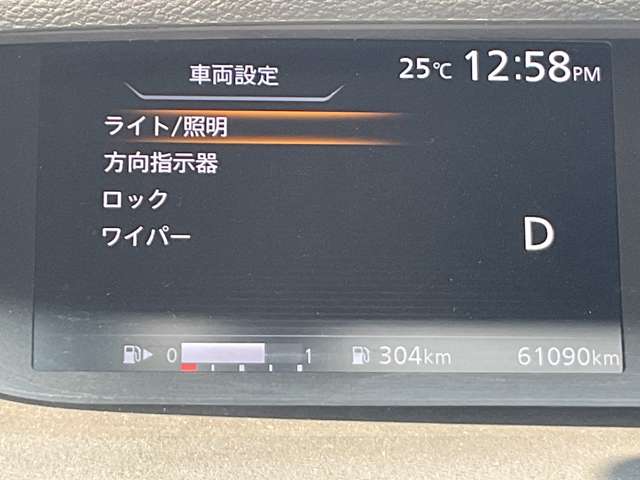 車両設定 25℃ 12:58PM
ライト/照明
方向指示器
ロック
ワイパー
D
0 1 304km 61090km